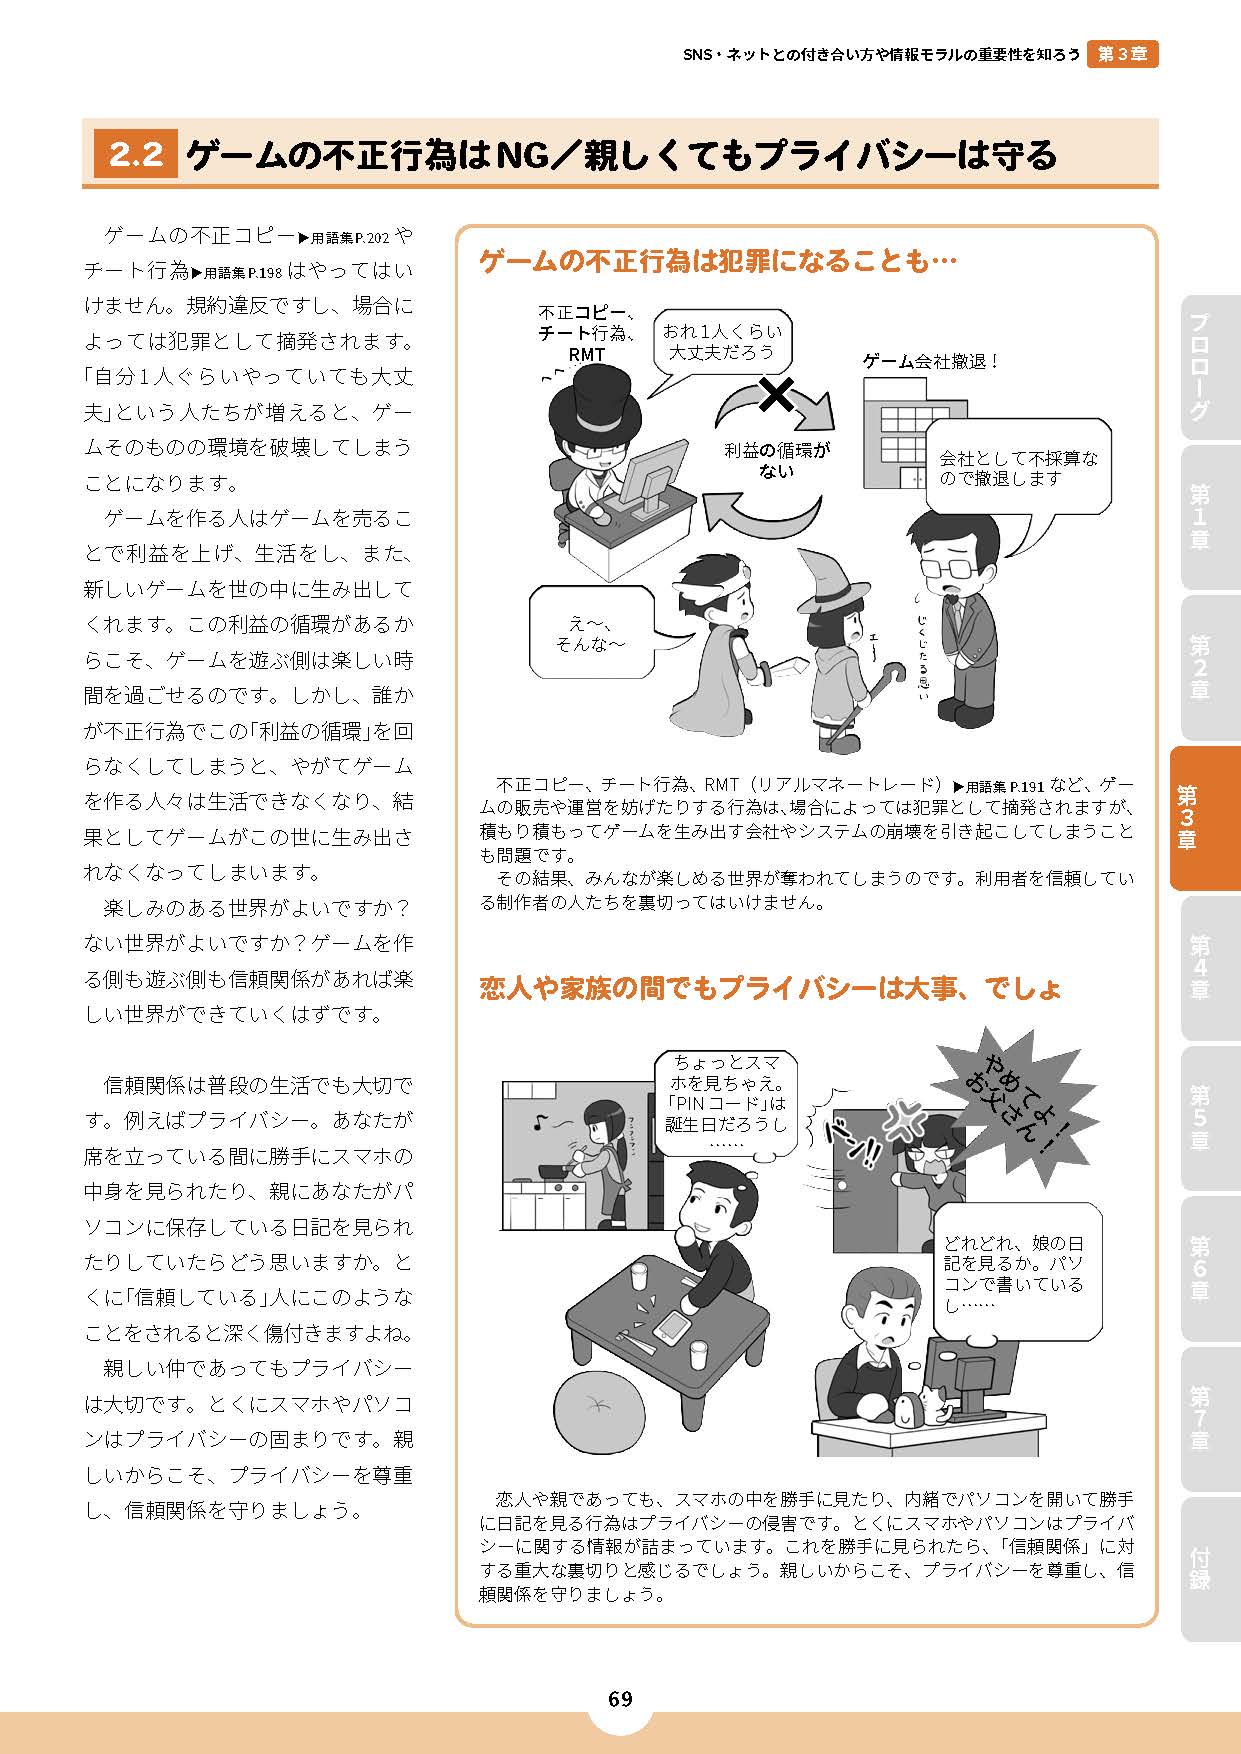 SNS・ネットとの付き合い方や情報モラルの重要性を知ろう 第３章
2.2 ゲームの不正行為はNG／親しくてもプライバシーは守る
ゲームの不正コピー▶用語集P.202 や
チート行為▶用語集P.198 はやってはい
けません。規約違反ですし、場合に
よっては犯罪として摘発されます。
「自分１人ぐらいやっていても大丈
夫」という人たちが増えると、ゲー
ムそのものの環境を破壊してしまう
ことになります。
ゲームを作る人はゲームを売るこ
とで利益を上げ、生活をし、また、
新しいゲームを世の中に生み出して
くれます。この利益の循環があるか
らこそ、ゲームを遊ぶ側は楽しい時
間を過ごせるのです。しかし、誰か
が不正行為でこの「利益の循環」を回
らなくしてしまうと、やがてゲーム
を作る人々は生活できなくなり、結
果としてゲームがこの世に生み出さ
れなくなってしまいます。
楽しみのある世界がよいですか？
ない世界がよいですか？ゲームを作
る側も遊ぶ側も信頼関係があれば楽
しい世界ができていくはずです。
信頼関係は普段の生活でも大切で
す。例えばプライバシー。あなたが
席を立っている間に勝手にスマホの
中身を見られたり、親にあなたがパ
ソコンに保存している日記を見られ
たりしていたらどう思いますか。と
くに「信頼している」人にこのような
ことをされると深く傷付きますよね。
親しい仲であってもプライバシー
は大切です。とくにスマホやパソコ
ンはプライバシーの固まりです。親
しいからこそ、プライバシーを尊重
し、信頼関係を守りましょう。
ゲームの不正行為は犯罪になることも…
不正コピー、
チート行為、
RMT
おれ１人くらい
大丈夫だろう
ゲーム会社撤退！
利益の循環が
ない
会社として不採算な
ので撤退します
え〜、
そんな〜
エ〜
じくじたる思い
不正コピー、チート行為、RMT（リアルマネートレード）▶用語集 P.191 など、ゲー
ムの販売や運営を妨げたりする行為は、場合によっては犯罪として摘発されますが、
積もり積もってゲームを生み出す会社やシステムの崩壊を引き起こしてしまうこと
も問題です。
その結果、みんなが楽しめる世界が奪われてしまうのです。利用者を信頼してい
る制作者の人たちを裏切ってはいけません。
恋人や家族の間でもプライバシーは大事、でしょ
ちょっとスマ
ホを見ちゃえ。
「PINコード」は
誕生日だろうし
……
バーン!!
やめてよ！
お父さん！
どれどれ、娘の日
記を見るか。パソ
コンで書いている
し……
恋人や親であっても、スマホの中を勝手に見たり、内緒でパソコンを開いて勝手
に日記を見る行為はプライバシーの侵害です。とくにスマホやパソコンはプライバ
シーに関する情報が詰まっています。これを勝手に見られたら、「信頼関係」に対
する重大な裏切りと感じるでしょう。親しいからこそ、プライバシーを尊重し、信
頼関係を守りましょう。
プロローグ
第１章
第２章
第３章
第４章
第５章
第６章
第７章
付録
69